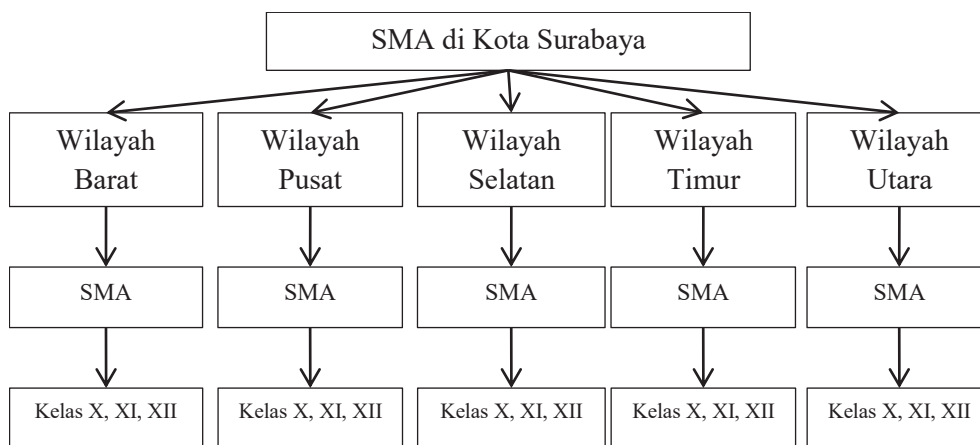 SMA di Kota Surabaya
Wilayah
Barat
Wilayah
Pusat
Wilayah
Selatan
Wilayah
Timur
Wilayah
Utara
SMA
SMA
SMA
SMA
SMA
Kelas X, XI, XII
Kelas X, XI, XII
Kelas X, XI, XII
Kelas X, XI, XII
Kelas X, XI, XII